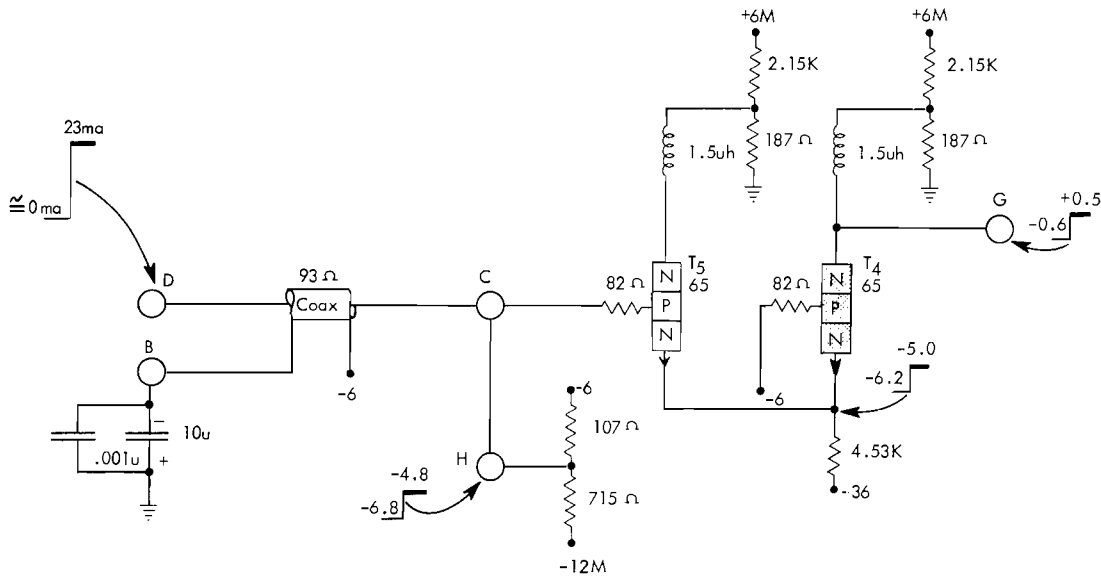 +6M
+6M
2.15K
2.15K
187 Ω
187 Ω
1.5uh
1.5uh
23ma
≅0 ma
G
+0.5
-0.6
D
93 Ω
Coax
C
82 Ω
N
P
N
T5
65
82 Ω
N
P
N
T4
65
B
-6
-6
-5.0
-6.2
10u
.001u
−
+
-6
107 Ω
H
-4.8
-6.8
715 Ω
-12M
4.53K
-36